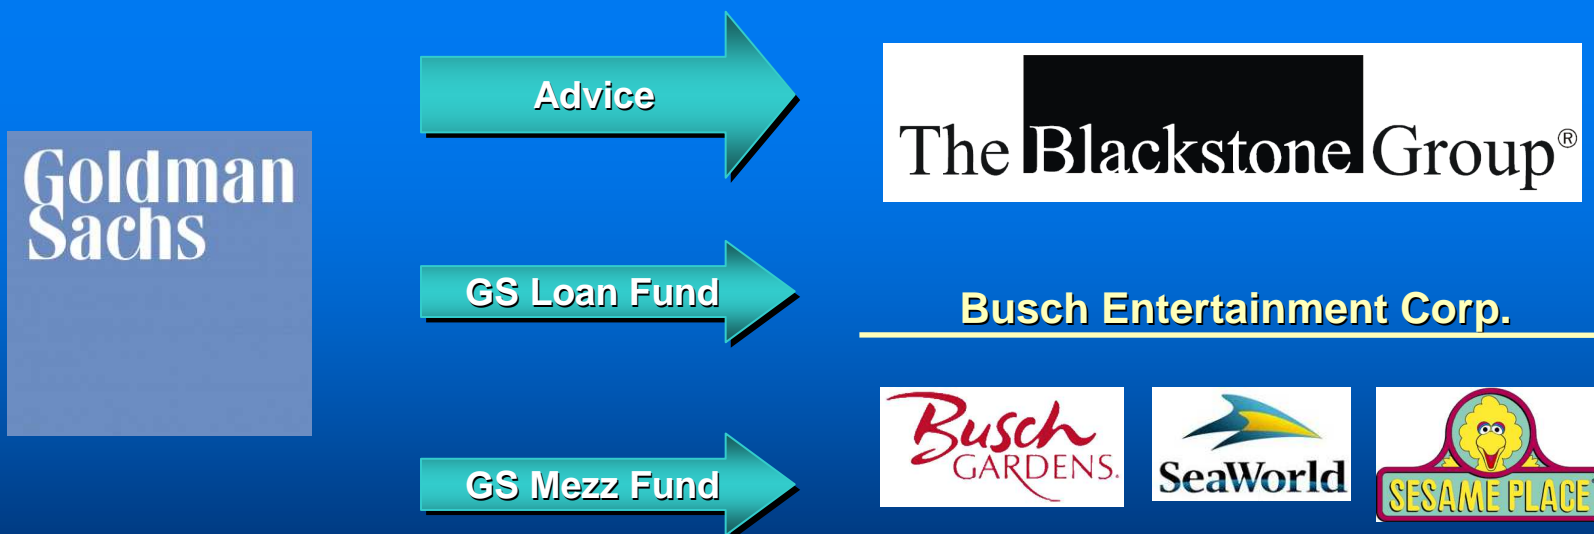 Goldman
Sachs
Advice
The Blackstone Group®
GS Loan Fund
Busch Entertainment Corp.
GS Mezz Fund
Busch
GARDENS.
SeaWorld
SESAME PLACE